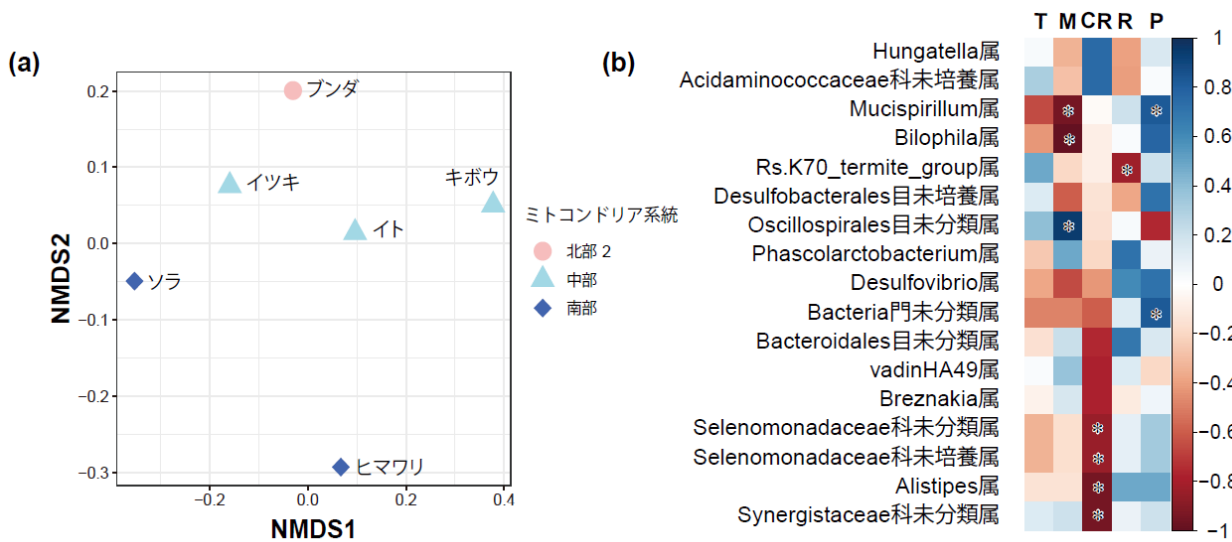 (a)
0.2
0.1
0.0
−0.1
−0.2
−0.3
NMDS2
ブンダ
イツキ
キボウ
イト
ソラ
ヒマワリ
−0.2
0.0
0.2
0.4
NMDS1
ミトコンドリア系統
北部 2
中部
南部
(b)
T M CR R P
Hungatella属
Acidaminococcaceae科未培養属
Mucispirillum属
Bilophila属
Rs.K70_termite_group属
Desulfobacterales目未培養属
Oscillospirales目未分類属
Phascolarctobacterium属
Desulfovibrio属
Bacteria門未分類属
Bacteroidales目未分類属
vadinHA49属
Breznakia属
Selenomonadaceae科未分類属
Selenomonadaceae科未培養属
Alistipes属
Synergistaceae科未分類属
1
0.8
0.6
0.4
0.2
0
−0.2
−0.4
−0.6
−0.8
−1